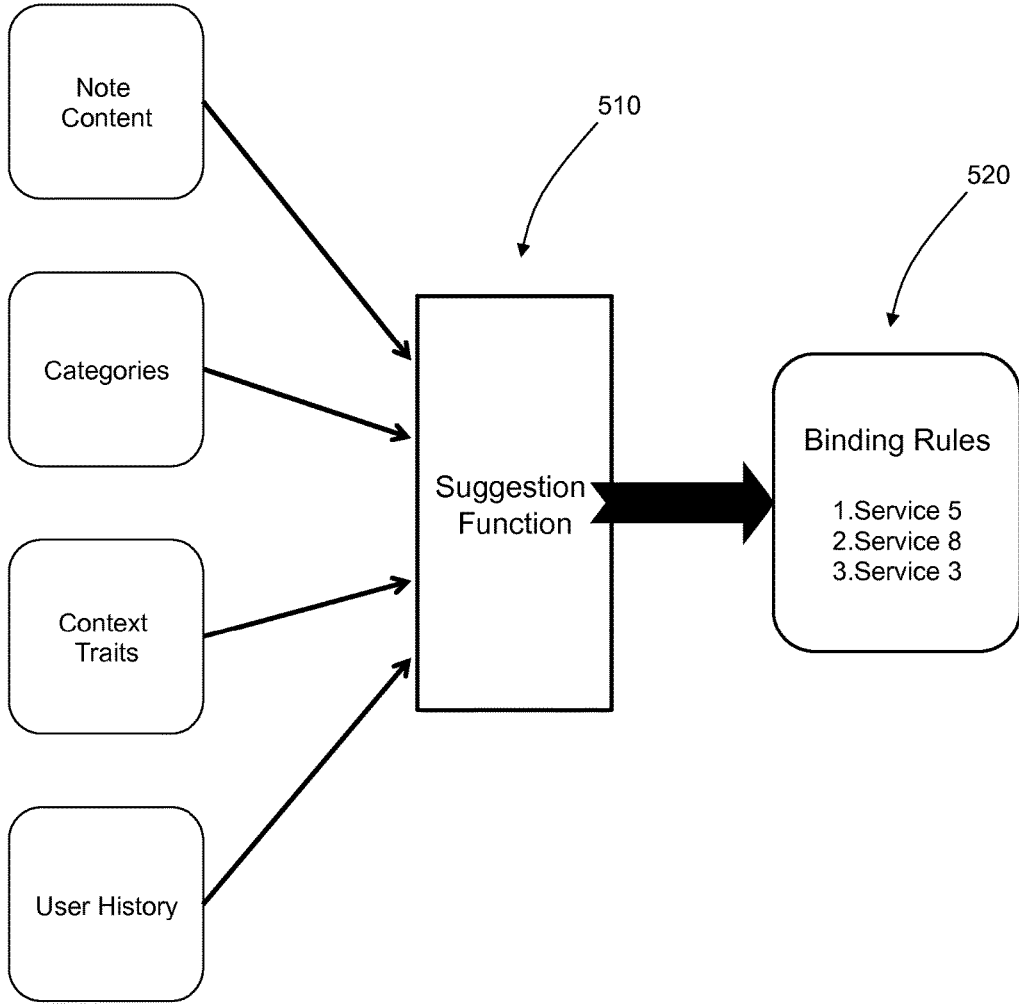 Note
Content
510
520
Categories
Binding Rules
Suggestion
Function
1.Service 5
2.Service 8
3.Service 3
Context
Traits
User History